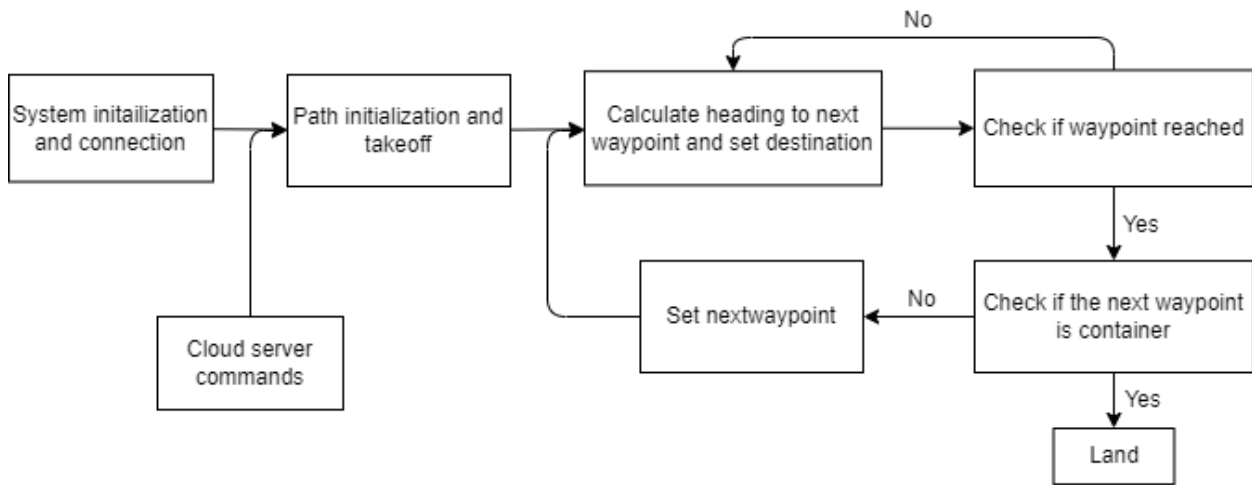 No
System initailization
and connection
Path initialization and
takeoff
Calculate heading to next
waypoint and set destination
Check if waypoint reached
Yes
Cloud server
commands
Set nextwaypoint
No
Check if the next waypoint
is container
Yes
Land